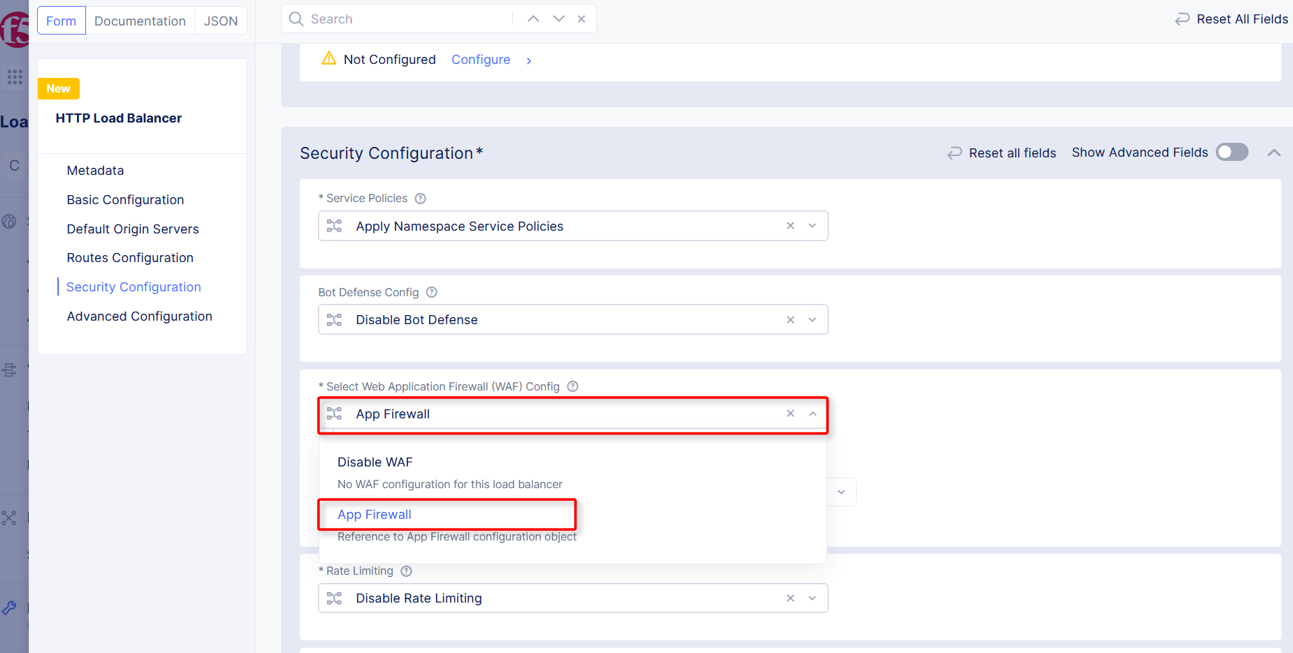 f5
Form
Documentation
JSON
Search
Reset All Fields
Not Configured
Configure
New
HTTP Load Balancer
Loa
C
Metadata
Basic Configuration
Default Origin Servers
Routes Configuration
Security Configuration
Advanced Configuration
Security Configuration*
Reset all fields
Show Advanced Fields
* Service Policies
Apply Namespace Service Policies
Bot Defense Config
Disable Bot Defense
* Select Web Application Firewall (WAF) Config
App Firewall
Disable WAF
No WAF configuration for this load balancer
App Firewall
Reference to App Firewall configuration object
* Rate Limiting
Disable Rate Limiting